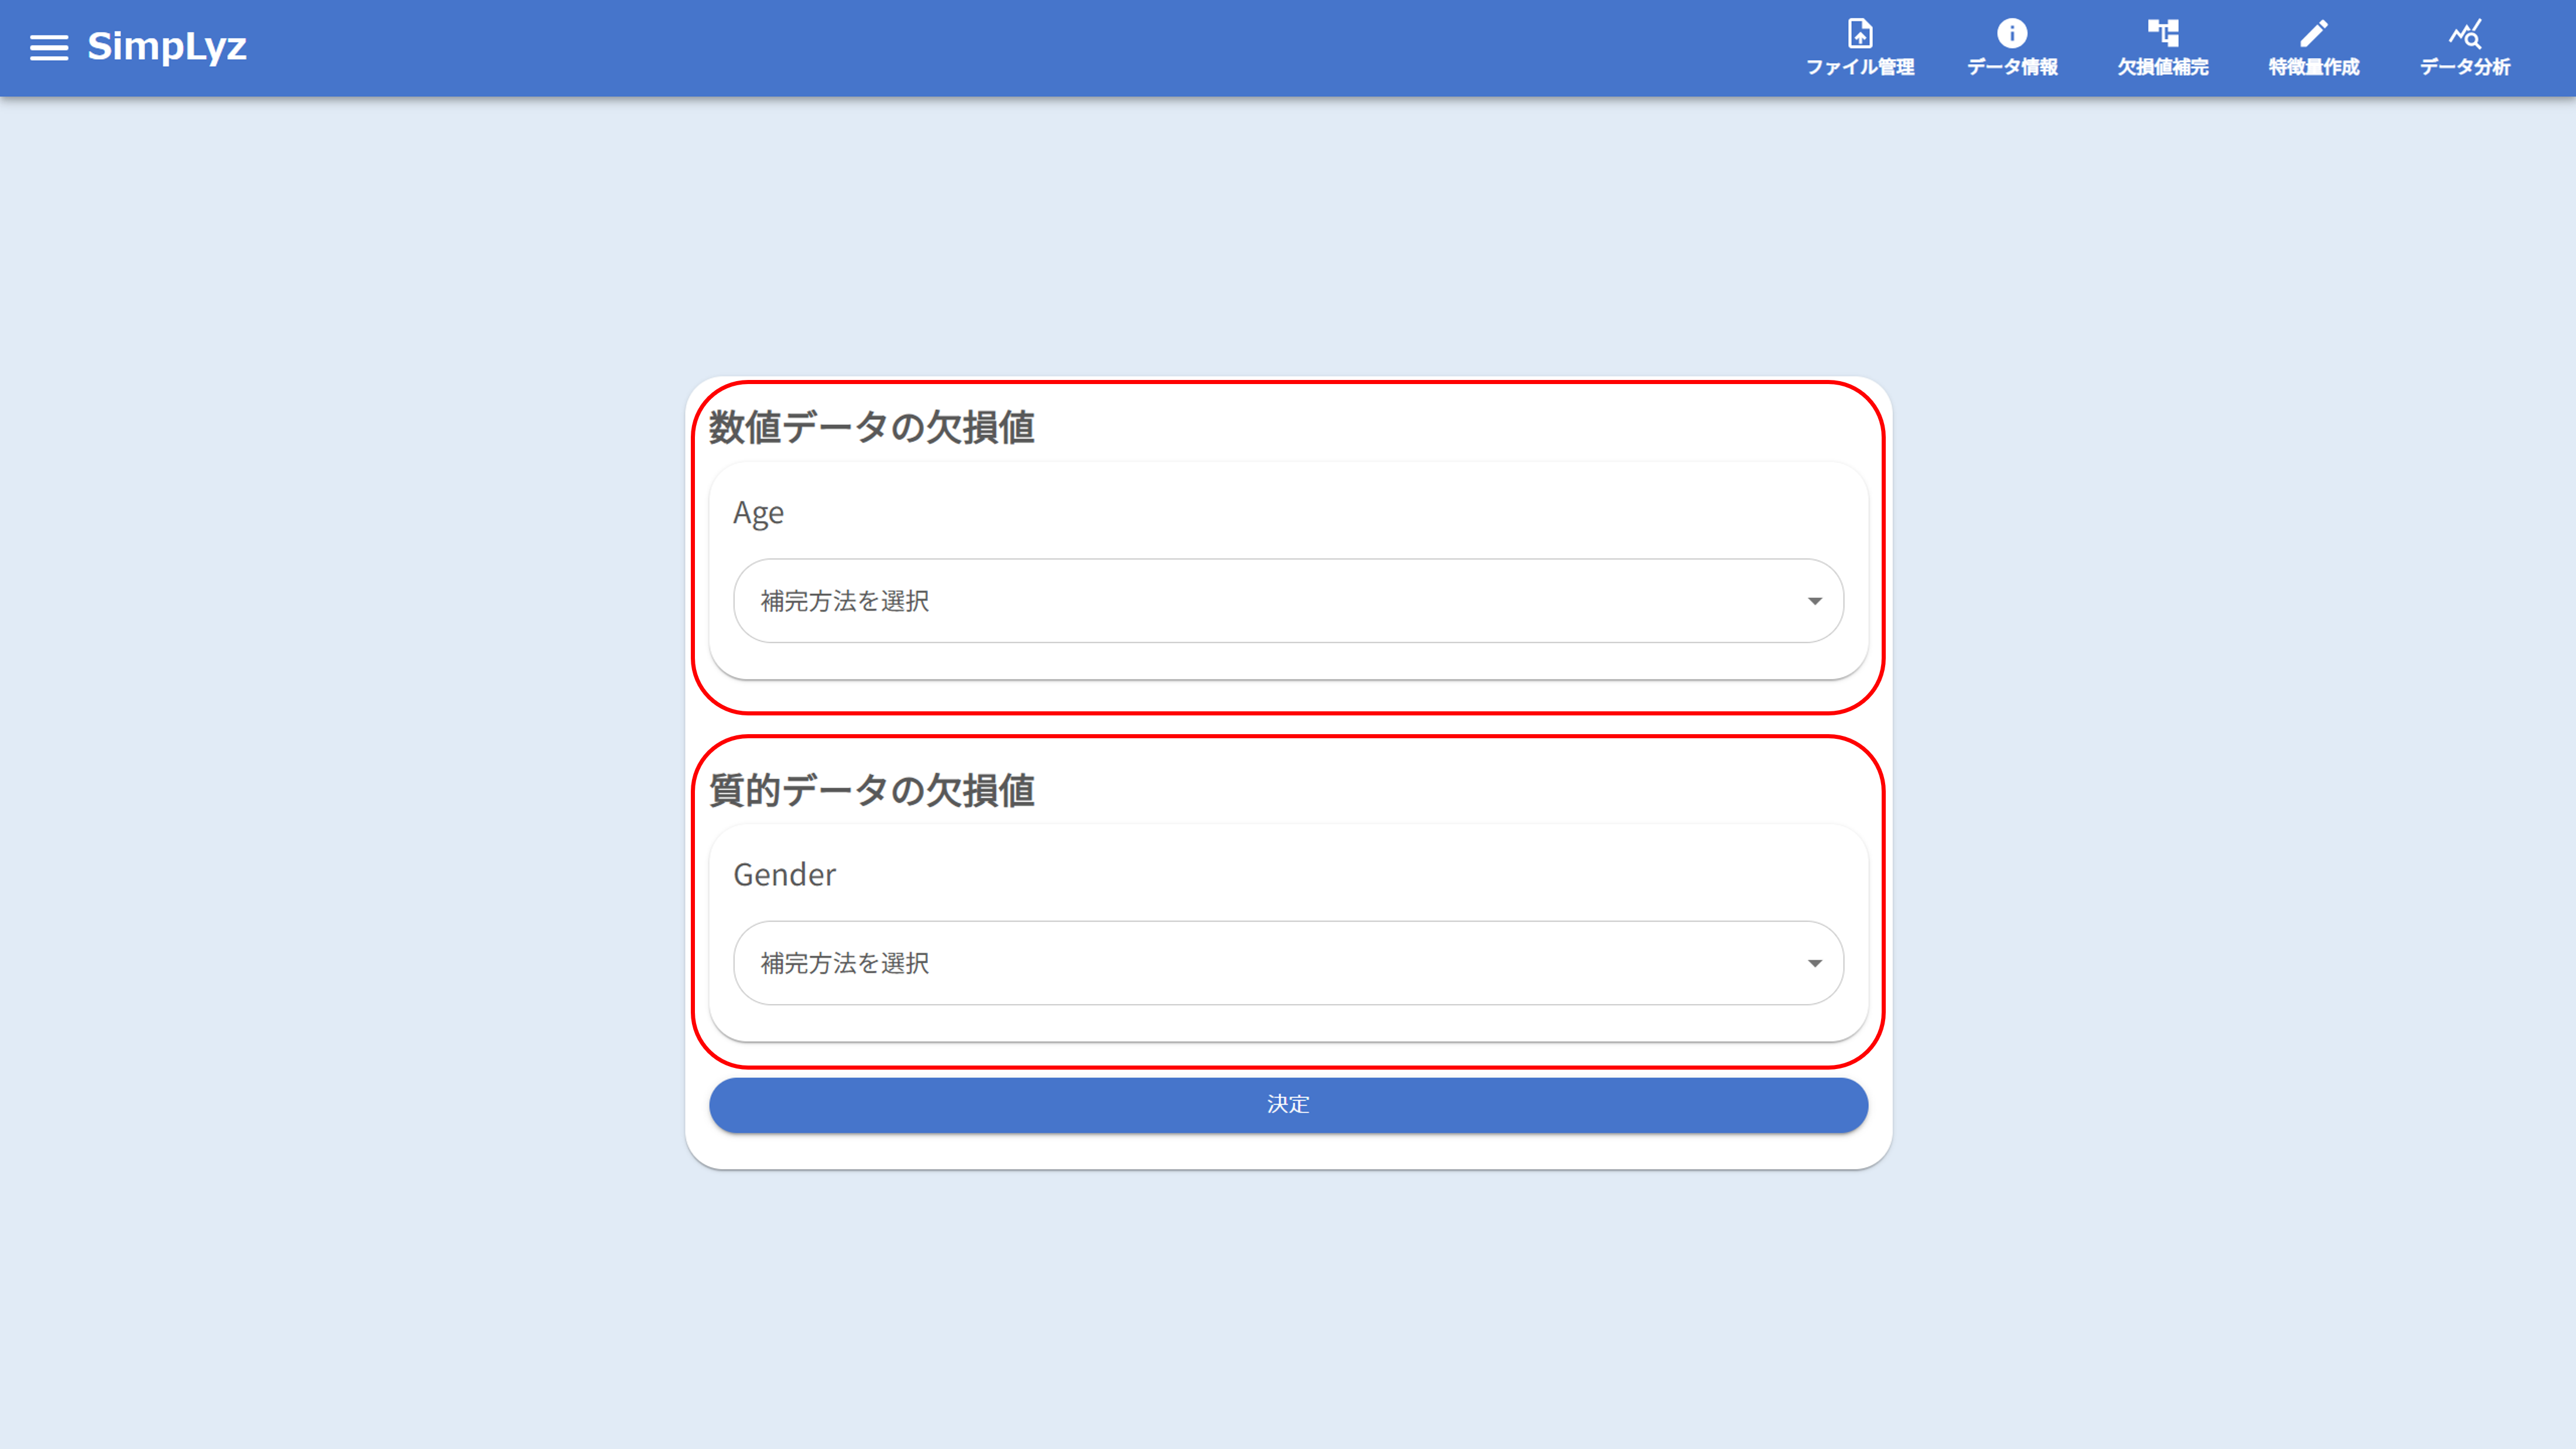 SimpLyz
ファイル管理
データ情報
欠損値補完
特徴量作成
データ分析
数値データの欠損値
Age
補完方法を選択
質的データの欠損値
Gender
補完方法を選択
決定